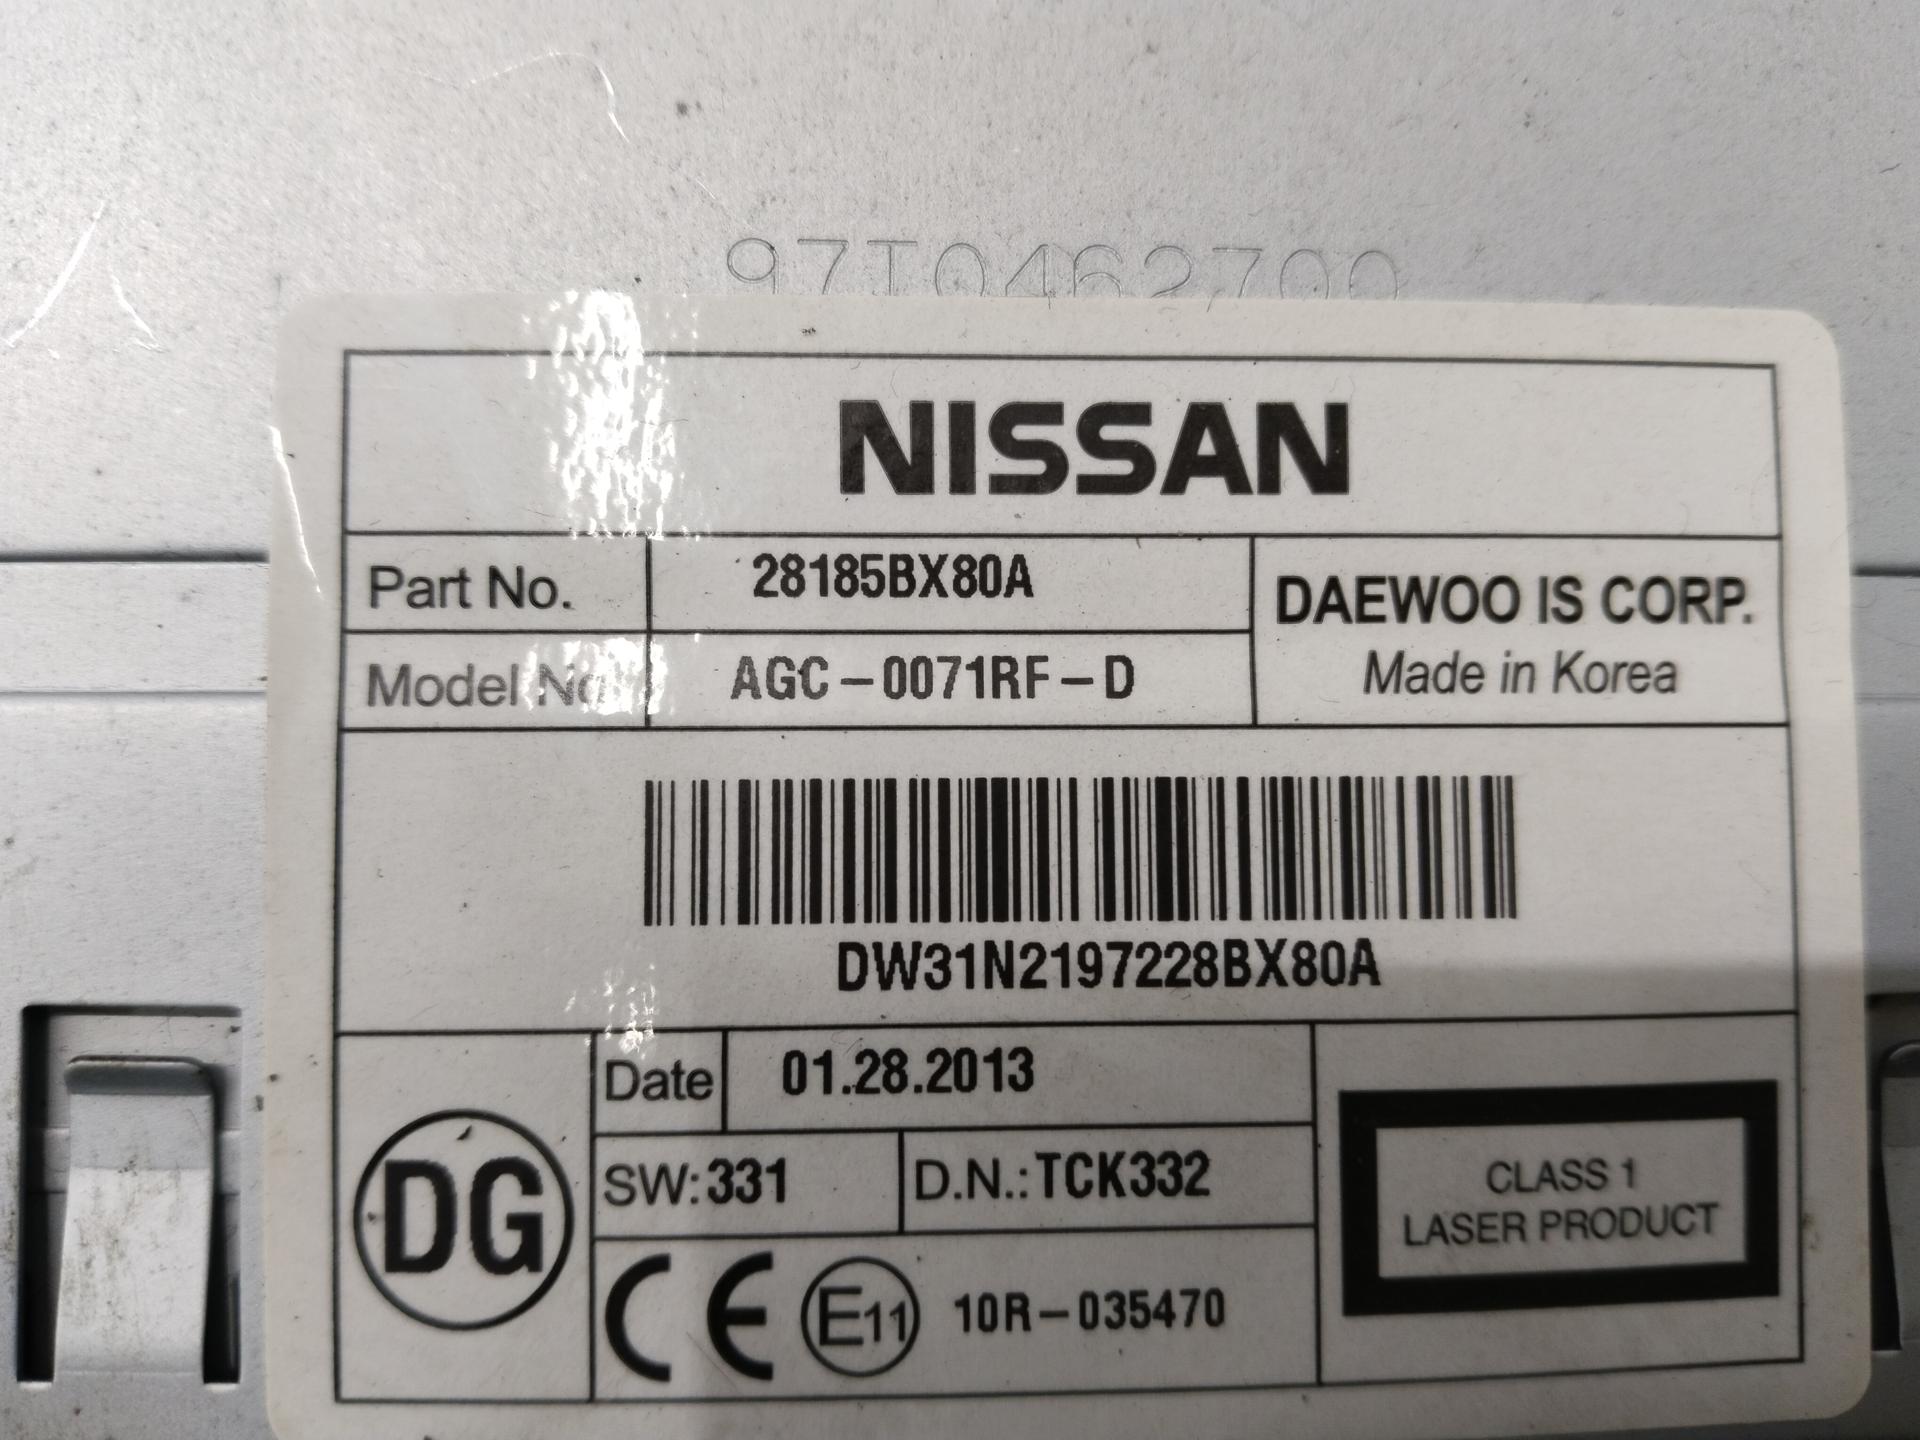 97T0462700
NISSAN
Part No. 28185BX80A
DAEWOO IS CORP.
Model No. AGC-0071RF-D
Made in Korea
DW31N2197228BX80A
Date 01.28.2013
DG
SW:331 D.N.:TCK332
CLASS 1
LASER PRODUCT
CE E11 10R-035470